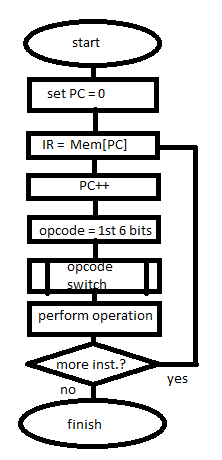 start
set PC = 0
IR = Mem[PC]
PC++
opcode = 1st 6 bits
opcode
switch
perform operation
more inst.?
no
yes
finish